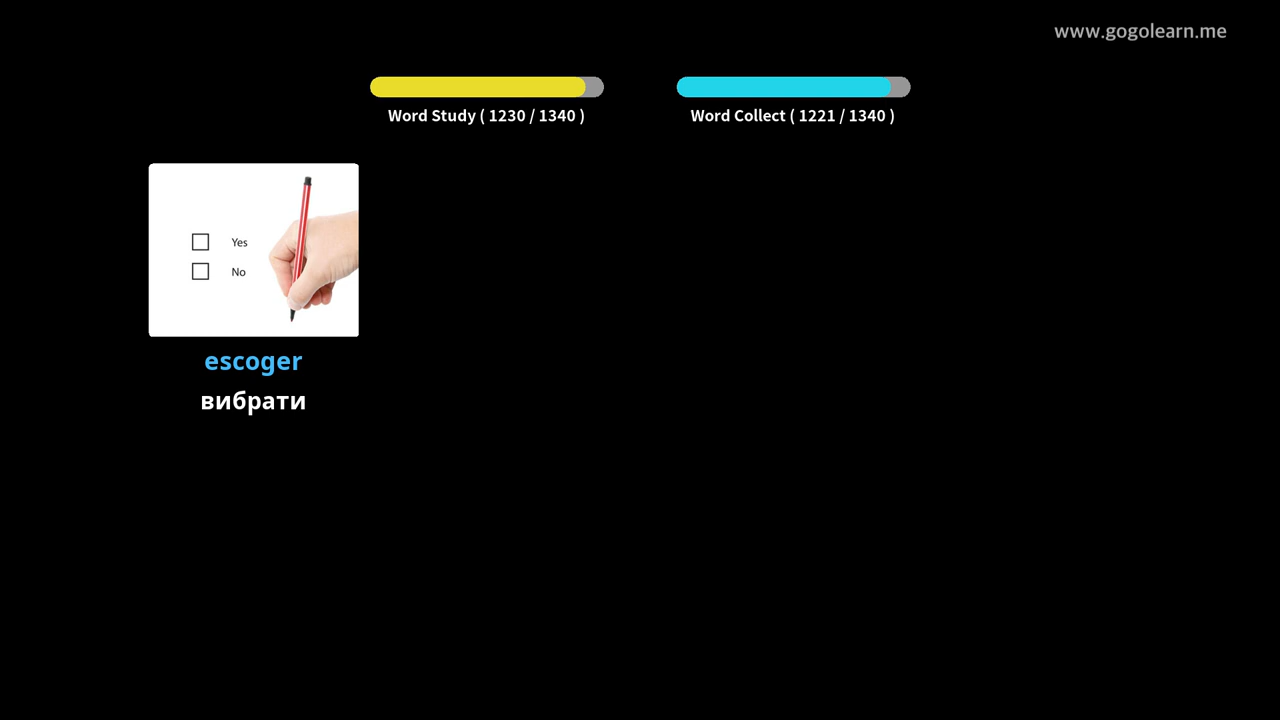 www.gogolearn.me
Word Study ( 1230 / 1340 )
Word Collect ( 1221 / 1340 )
Yes
No
escoger
вибрати